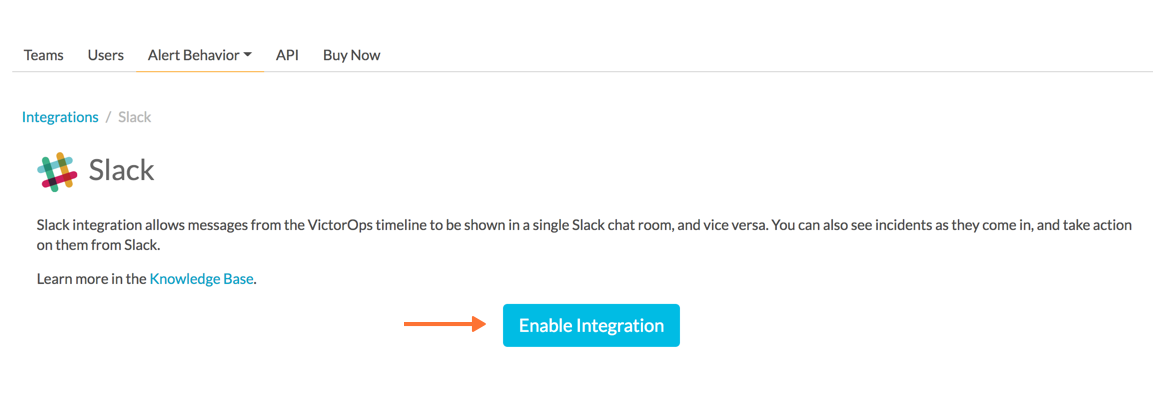 Teams Users Alert Behavior API Buy Now
Integrations / Slack
Slack
Slack integration allows messages from the VictorOps timeline to be shown in a single Slack chat room, and vice versa. You can also see incidents as they come in, and take action
on them from Slack.
Learn more in the Knowledge Base.
Enable Integration